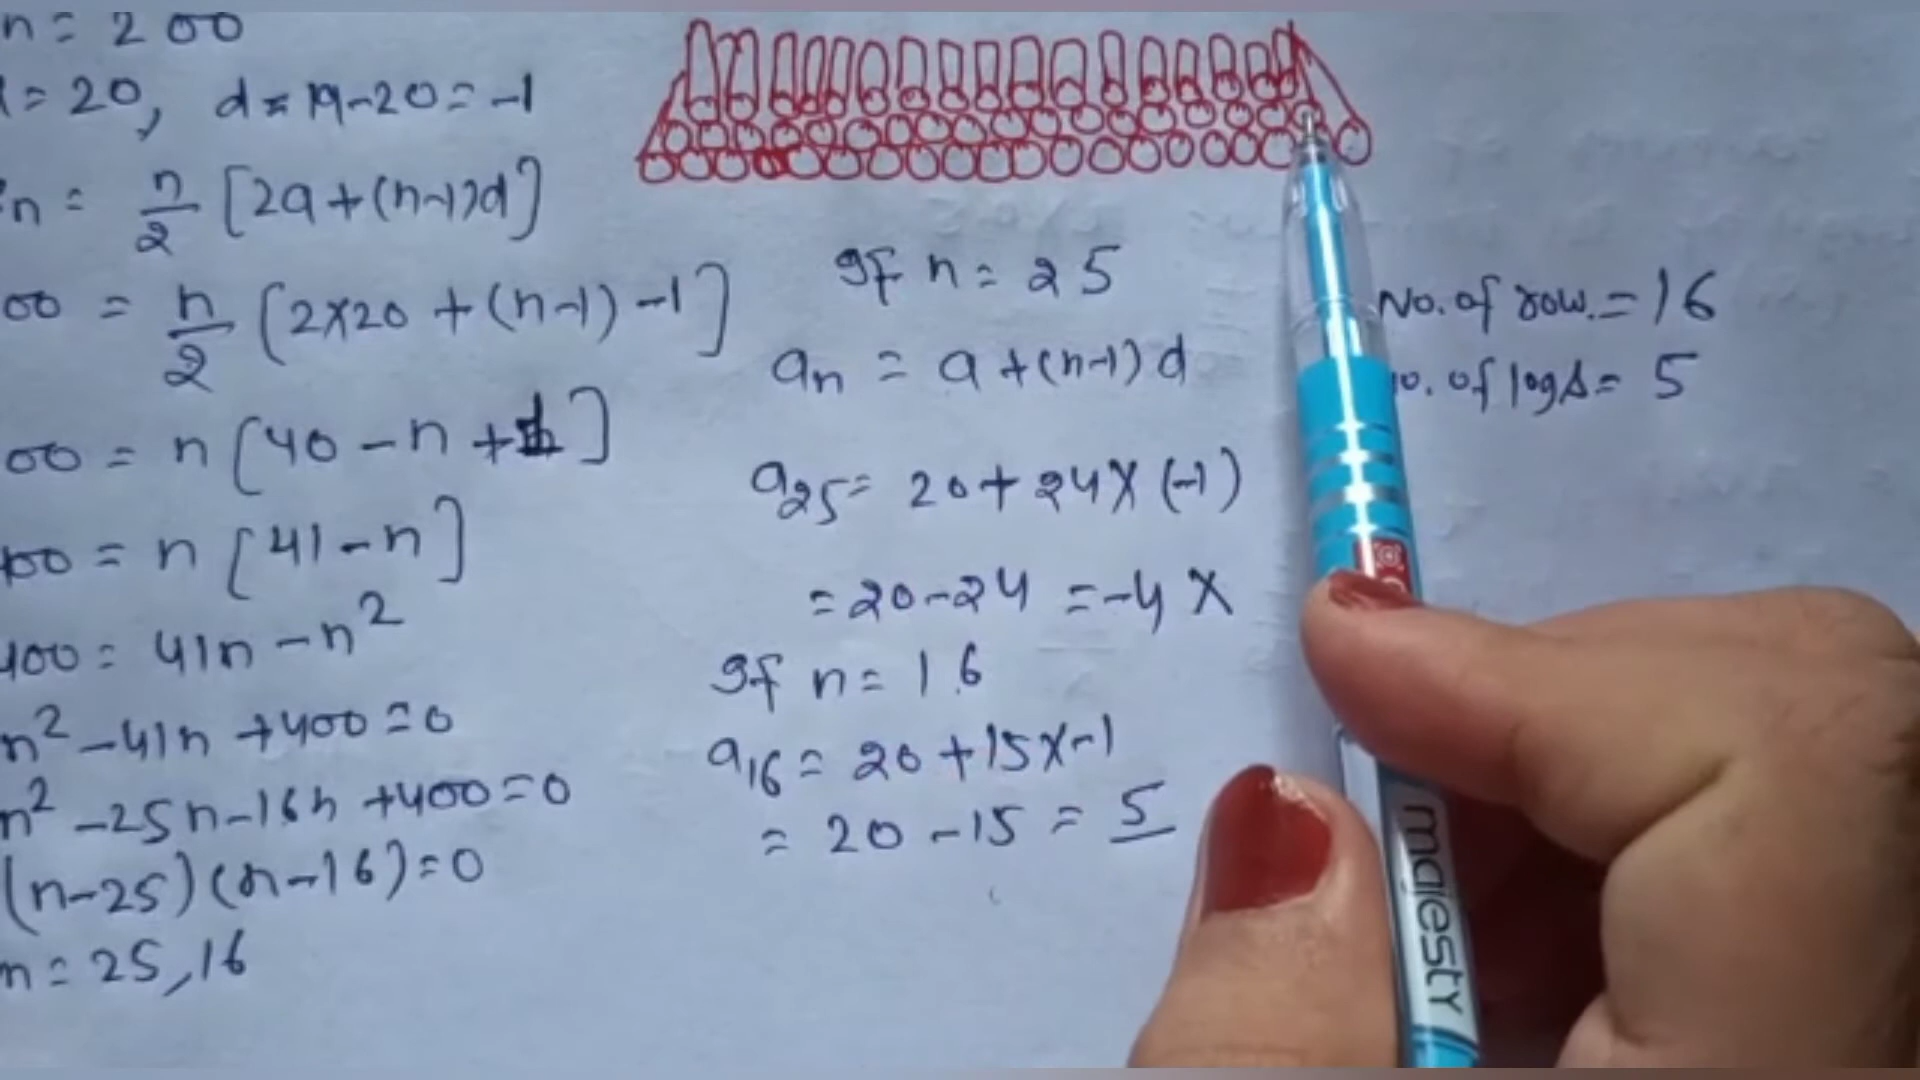 n = 200
= 20, d = 19-20 = -1
n = n/2 [2a+(n-1)d]
00 = n/2 [2x20 + (n-1) -1]
00 = n [40 - n + 1]
400 = n [41 - n]
400 = 41n - n²
n² - 41n + 400 = 0
n² - 25n - 16n + 400 = 0
(n-25) (n-16) = 0
n = 25, 16
If n = 25
an = a + (n-1) d
a25 = 20 + 24 x (-1)
= 20 - 24 = -4 X
If n = 16
a16 = 20 + 15 x -1
= 20 - 15 = 5
No. of row. = 16
o. of logs = 5
majesty